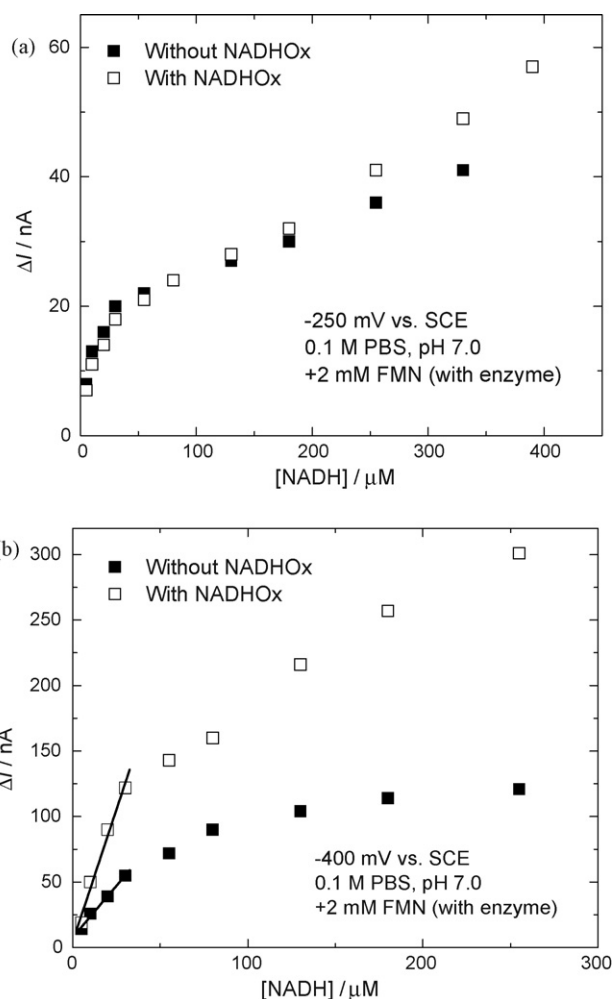 (a)
60
Without NADHOx
With NADHOx
40
ΔI / nA
20
-250 mV vs. SCE
0.1 M PBS, pH 7.0
+2 mM FMN (with enzyme)
0
0
100
200
300
400
[NADH] / μM
(b)
300
Without NADHOx
With NADHOx
250
200
ΔI / nA
150
100
-400 mV vs. SCE
0.1 M PBS, pH 7.0
50
+2 mM FMN (with enzyme)
0
0
100
200
300
[NADH] / μM